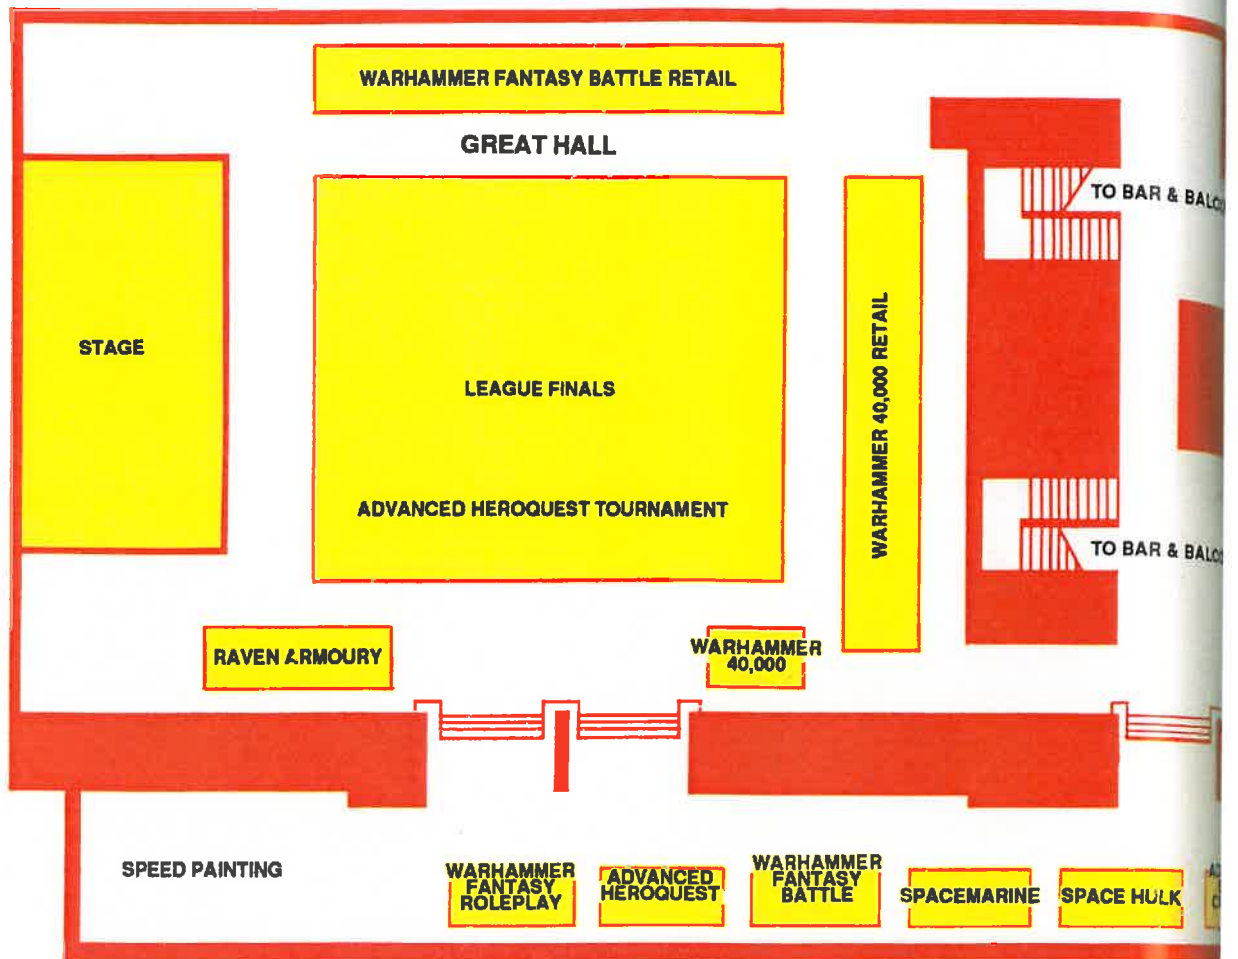 WARHAMMER FANTASY BATTLE RETAIL
GREAT HALL
TO BAR & BALCO
STAGE
LEAGUE FINALS
WARHAMMER 40,000 RETAIL
ADVANCED HEROQUEST TOURNAMENT
TO BAR & BALCO
RAVEN ARMOURY
WARHAMMER
40,000
SPEED PAINTING
WARHAMMER
FANTASY
ROLEPLAY
ADVANCED
HEROQUEST
WARHAMMER
FANTASY
BATTLE
SPACEMARINE
SPACE HULK